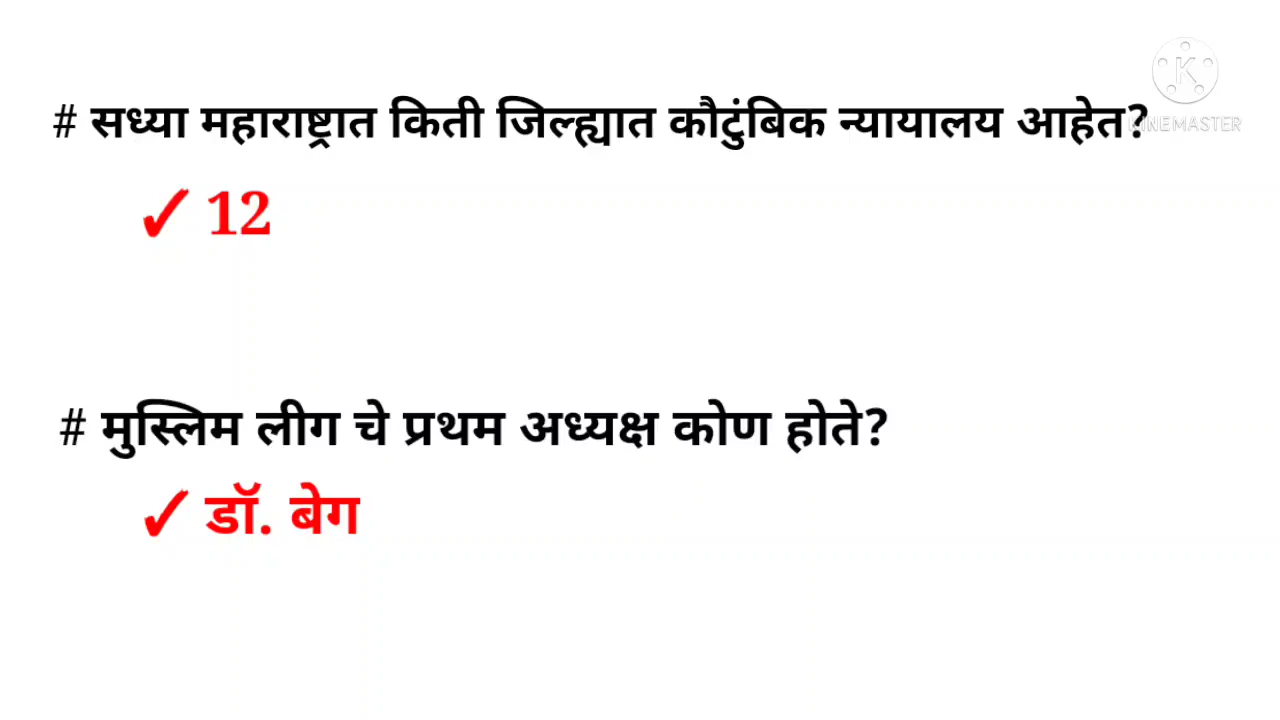 # सध्या महाराष्ट्रात किती जिल्ह्यात कौटुंबिक न्यायालय आहेत?
KINEMASTER
✓ 12
# मुस्लिम लीग चे प्रथम अध्यक्ष कोण होते?
✓ डॉ. बेग